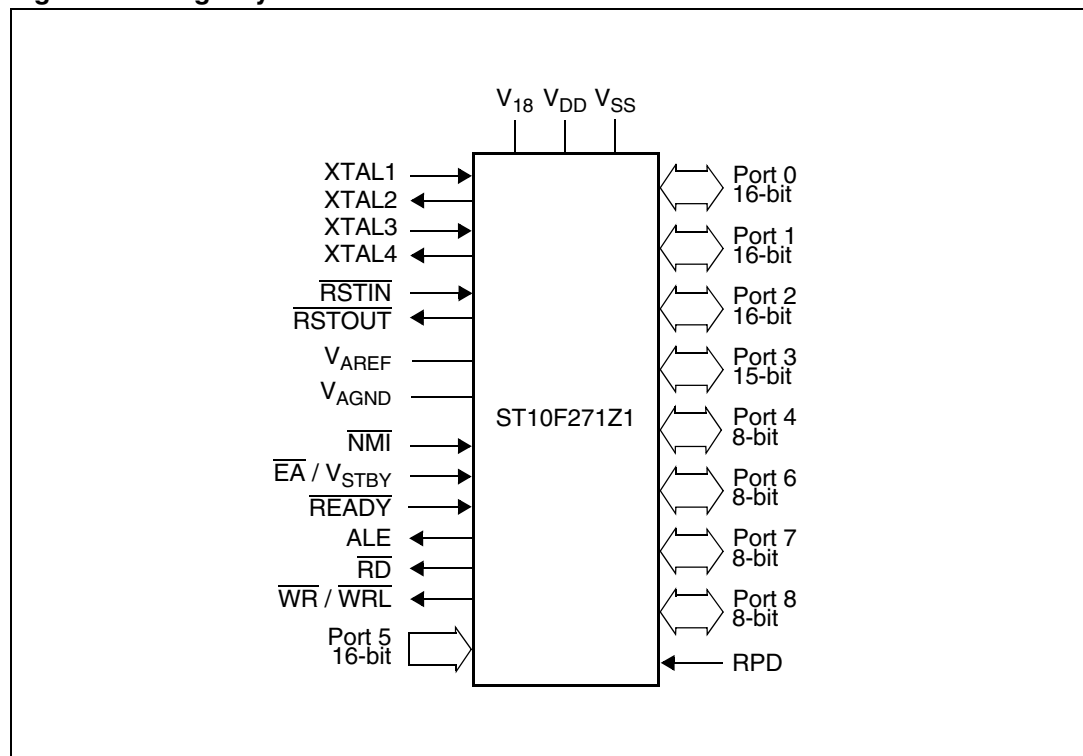 V18 VDD VSS
XTAL1
XTAL2
XTAL3
XTAL4
RSTIN
RSTOUT
VAREF
VAGND
NMI
EA / VSTBY
READY
ALE
RD
WR / WRL
Port 5
16-bit
ST10F271Z1
Port 0
16-bit
Port 1
16-bit
Port 2
16-bit
Port 3
15-bit
Port 4
8-bit
Port 6
8-bit
Port 7
8-bit
Port 8
8-bit
RPD